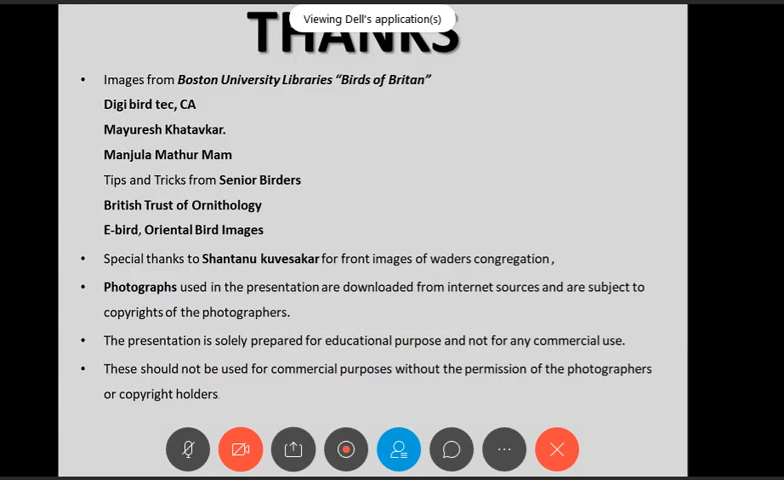 Viewing Dell's application(s)
THANKS
• Images from Boston University Libraries “Birds of Britan”
Digi bird tec, CA
Mayuresh Khatavkar.
Manjula Mathur Mam
Tips and Tricks from Senior Birders
British Trust of Ornithology
E-bird, Oriental Bird Images
• Special thanks to Shantanu kuvesakar for front images of waders congregation ,
• Photographs used in the presentation are downloaded from internet sources and are subject to
copyrights of the photographers.
• The presentation is solely prepared for educational purpose and not for any commercial use.
• These should not be used for commercial purposes without the permission of the photographers
or copyright holders.